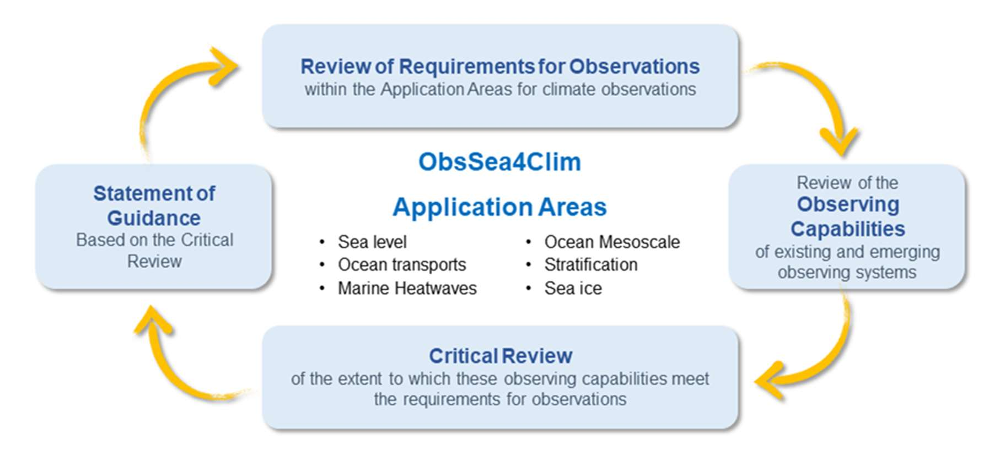 Review of Requirements for Observations
within the Application Areas for climate observations
ObsSea4Clim
Application Areas
• Sea level
• Ocean transports
• Marine Heatwaves
• Ocean Mesoscale
• Stratification
• Sea ice
Review of the
Observing
Capabilities
of existing and emerging
observing systems
Critical Review
of the extent to which these observing capabilities meet
the requirements for observations
Statement of
Guidance
Based on the Critical
Review